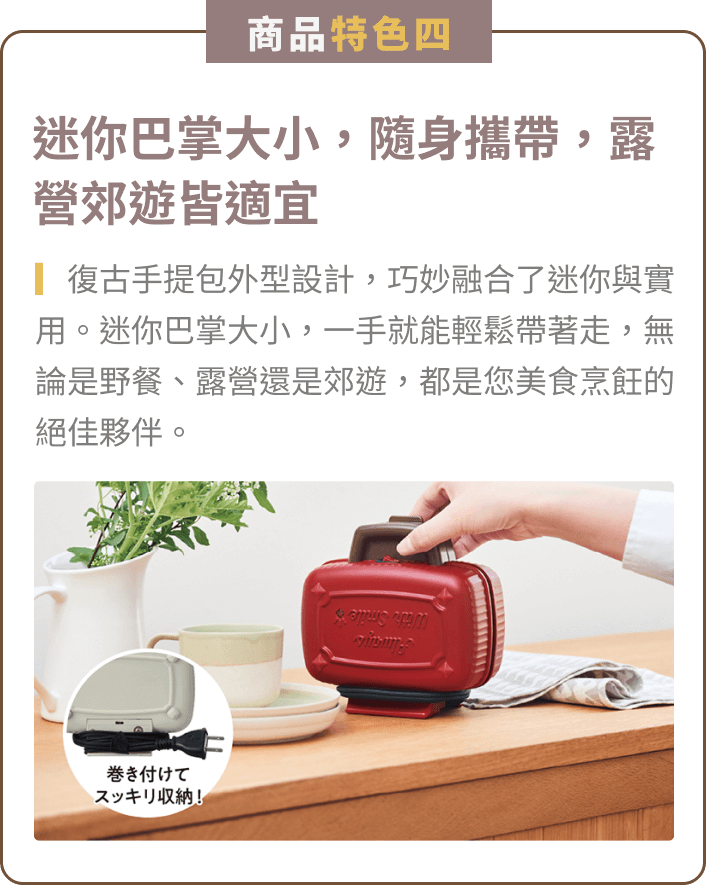 商品特色四
迷你巴掌大小，隨身攜帶，露
營郊遊皆適宜
復古手提包外型設計，巧妙融合了迷你與實
用。迷你巴掌大小，一手就能輕鬆帶著走，無
論是野餐、露營還是郊遊，都是您美食烹飪的
絕佳夥伴。
Always
With Smile
巻き付けて
スッキリ収納！